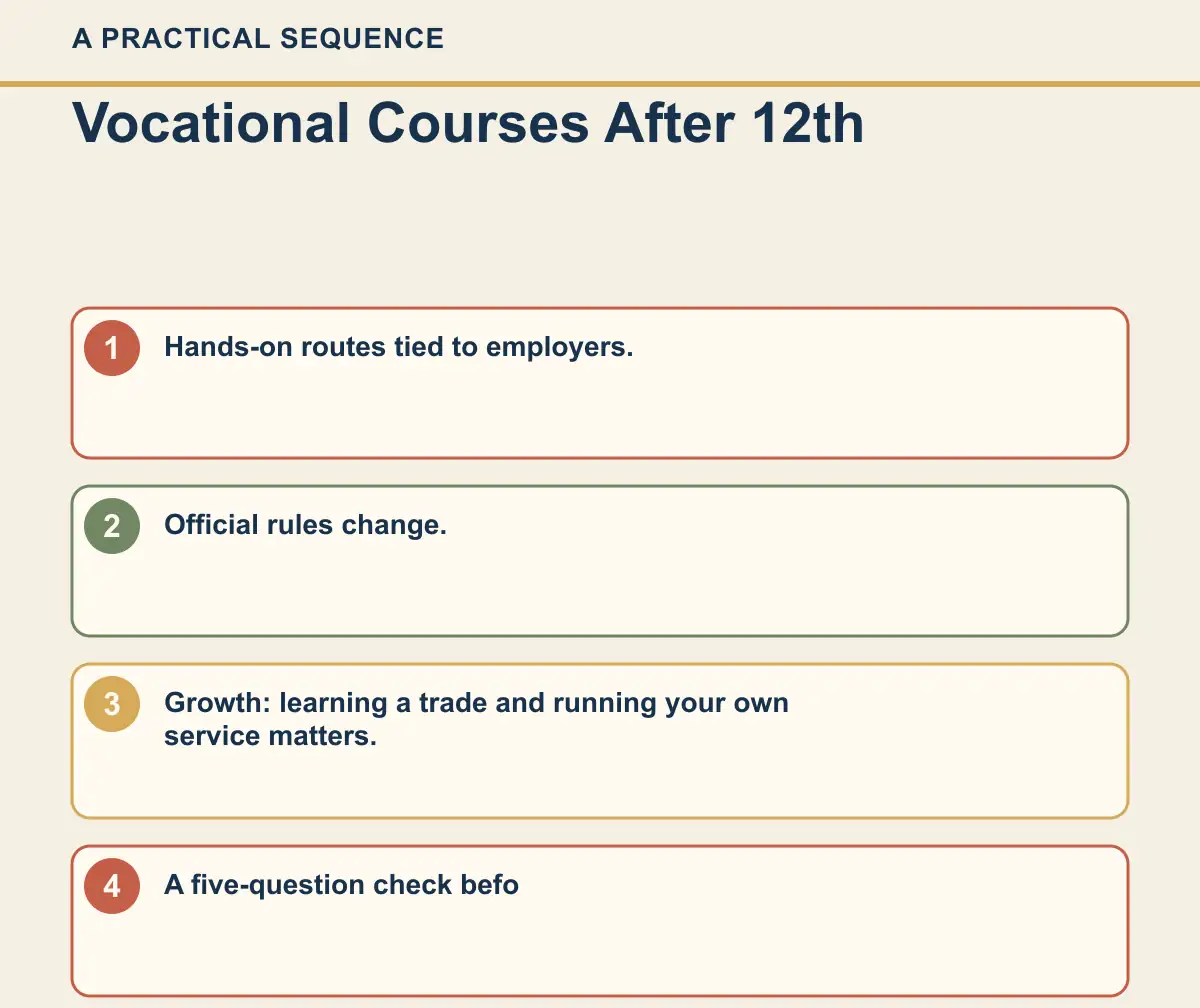 A PRACTICAL SEQUENCE
Vocational Courses After 12th
1
Hands-on routes tied to employers.
2
Official rules change.
3
Growth: learning a trade and running your own
service matters.
4
A five-question check befo